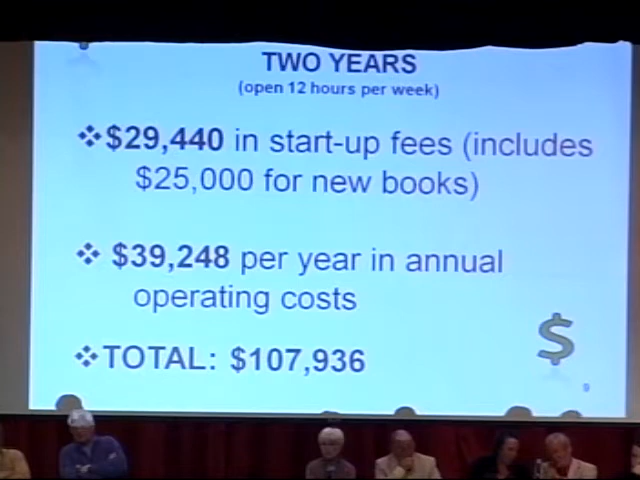 TWO YEARS
(open 12 hours per week)
❖$29,440 in start-up fees (includes
$25,000 for new books)
❖ $39,248 per year in annual
operating costs
❖TOTAL: $107,936
$
9